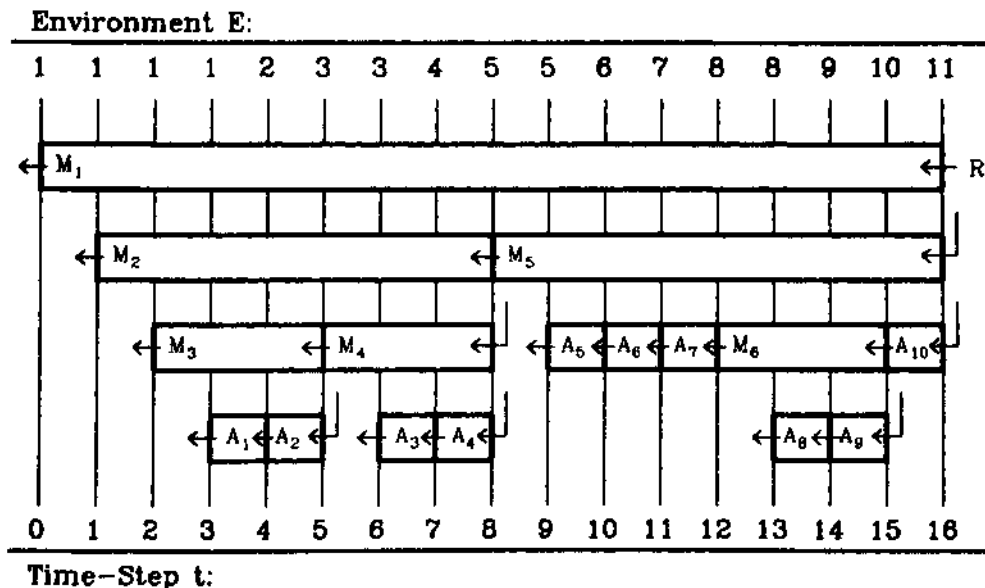 Environment E:
1 1 1 1 2 3 3 4 5 5 6 7 8 8 9 10 11
M1 R
M2 M5
M3 M4 A5 A6 A7 M6 A10
A1 A2 A3 A4 A8 A9
0 1 2 3 4 5 6 7 8 9 10 11 12 13 14 15 16
Time-Step t: